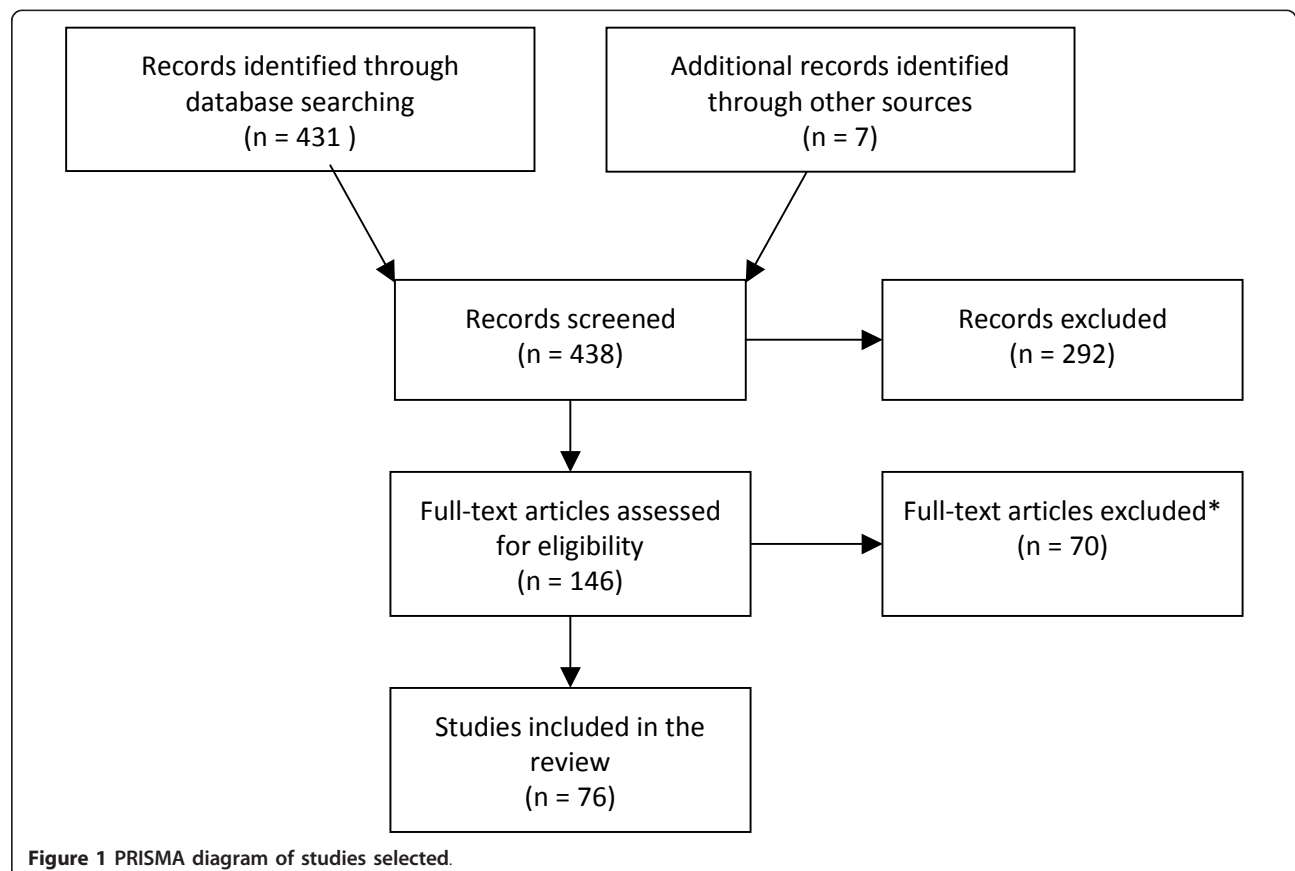 Records identified through
database searching
(n = 431 )
Additional records identified
through other sources
(n = 7)
Records screened
(n = 438)
Records excluded
(n = 292)
Full-text articles assessed
for eligibility
(n = 146)
Full-text articles excluded*
(n = 70)
Studies included in the
review
(n = 76)
Figure 1 PRISMA diagram of studies selected.